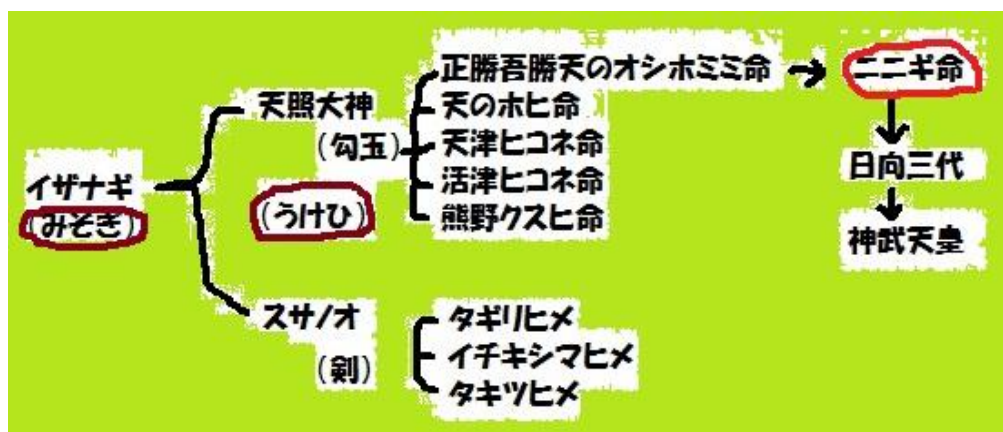 イザナギ
(みそぎ)
天照大神
(勾玉)
(うけひ)
スサノオ
(剣)
正勝吾勝天のオシホミミ命
天のホヒ命
天津ヒコネ命
活津ヒコネ命
熊野クスヒ命
タギリヒメ
イチキシマヒメ
タキツヒメ
ニニギ命
日向三代
神武天皇